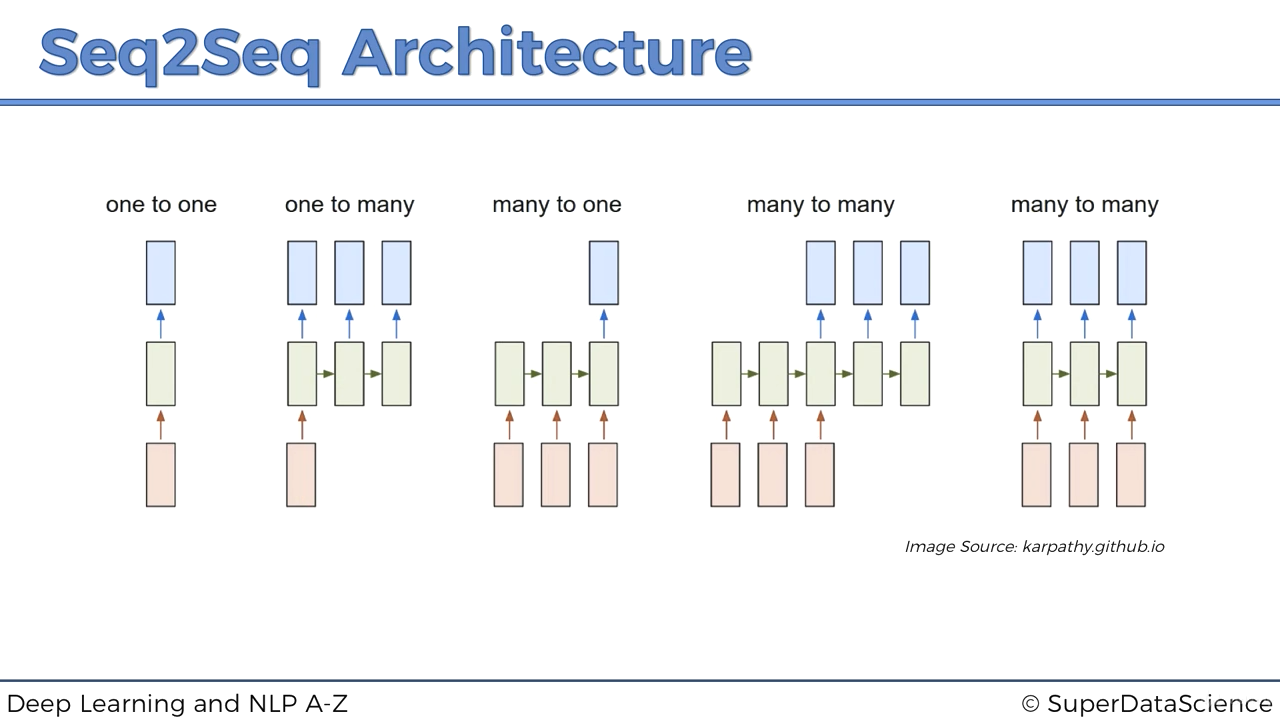 Seq2Seq Architecture
one to one
one to many
many to one
many to many
many to many
Image Source: karpathy.github.io
Deep Learning and NLP A-Z
© SuperDataScience